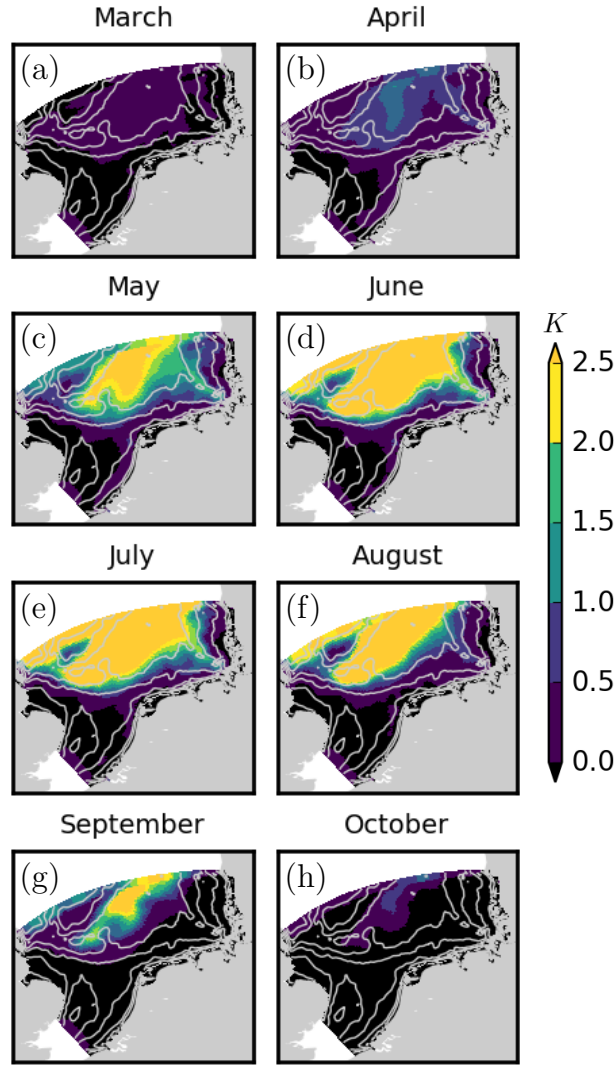 March April
(a) (b)
May June
(c) (d)
K
2.5
2.0
1.5
1.0
0.5
0.0
July August
(e) (f)
September October
(g) (h)